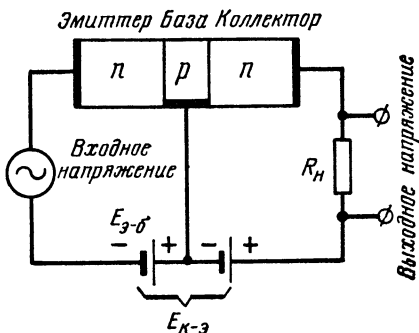 Эмиттер База Коллектор
n p n
Входное
напряжение
Rн
Выходное напряжение
Eэ-б
− + − +
Eк-э